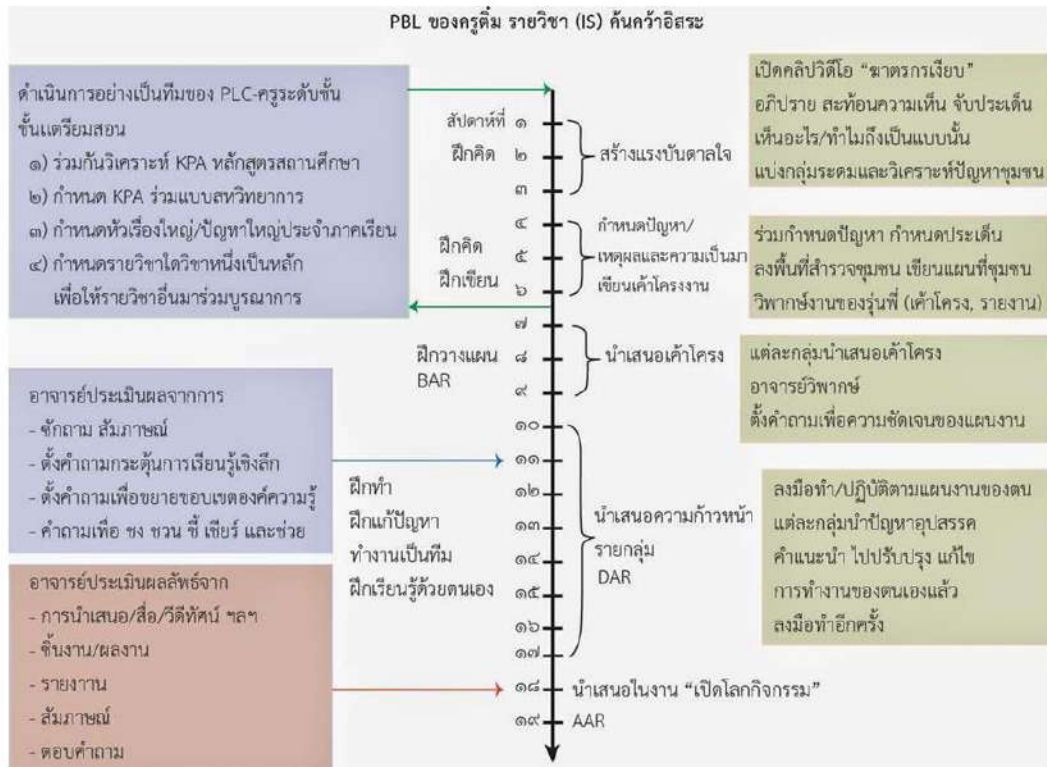 PBL ของครูติ๋ม รายวิชา (IS) ค้นคว้าอิสระ
ดำเนินการอย่างเป็นทีมของ PLC-ครูระดับชั้น
ขั้นเตรียมสอน
๑) ร่วมกันวิเคราะห์ KPA หลักสูตรสถานศึกษา
๒) กำหนด KPA ร่วมแบบสหวิทยาการ
๓) กำหนดหัวเรื่องใหญ่/ปัญหาใหญ่ประจำภาคเรียน
๔) กำหนดรายวิชาใดวิชาหนึ่งเป็นหลัก
เพื่อให้รายวิชาอื่นมาร่วมบูรณาการ
อาจารย์ประเมินผลจากการ
- ซักถาม สัมภาษณ์
- ตั้งคำถามกระตุ้นการเรียนรู้เชิงลึก
- ตั้งคำถามเพื่อขยายขอบเขตองค์ความรู้
- คำถามเพื่อ ชง ชวน ชี้ เชียร์ และช่วย
อาจารย์ประเมินผลลัพธ์จาก
- การนำเสนอ/สื่อ/วีดีทัศน์ ฯลฯ
- ชิ้นงาน/ผลงาน
- รายงาาน
- สัมภาษณ์
- ตอบคำถาม
สัปดาห์ที่ ๑
ฝึกคิด ๒
๓
สร้างแรงบันดาลใจ
๔
ฝึกคิด ๕
ฝึกเขียน ๖
กำหนดปัญหา/
เหตุผลและความเป็นมา
เขียนเค้าโครงงาน
๗
ฝึกวางแผน ๘
BAR ๙
นำเสนอเค้าโครง
๑๐
๑๑
๑๒
๑๓
๑๔
๑๕
๑๖
๑๗
ฝึกทำ
ฝึกแก้ปัญหา
ทำงานเป็นทีม
ฝึกเรียนรู้ด้วยตนเอง
นำเสนอความก้าวหน้า
รายกลุ่ม
DAR
๑๘ นำเสนอในงาน “เปิดโลกกิจกรรม”
๑๙ AAR
เปิดคลิปวิดีโอ “ฆาตรกรเงียบ”
อภิปราย สะท้อนความเห็น จับประเด็น
เห็นอะไร/ทำไมถึงเป็นแบบนั้น
แบ่งกลุ่มระดมและวิเคราะห์ปัญหาชุมชน
ร่วมกำหนดปัญหา กำหนดประเด็น
ลงพื้นที่สำรวจชุมชน เขียนแผนที่ชุมชน
วิพากษ์งานของรุ่นพี่ (เค้าโครง, รายงาน)
แต่ละกลุ่มนำเสนอเค้าโครง
อาจารย์วิพากษ์
ตั้งคำถามเพื่อความชัดเจนของแผนงาน
ลงมือทำ/ปฏิบัติตามแผนงานของตน
แต่ละกลุ่มนำปัญหาอุปสรรค
คำแนะนำ ไปปรับปรุง แก้ไข
การทำงานของตนเองแล้ว
ลงมือทำอีกครั้ง